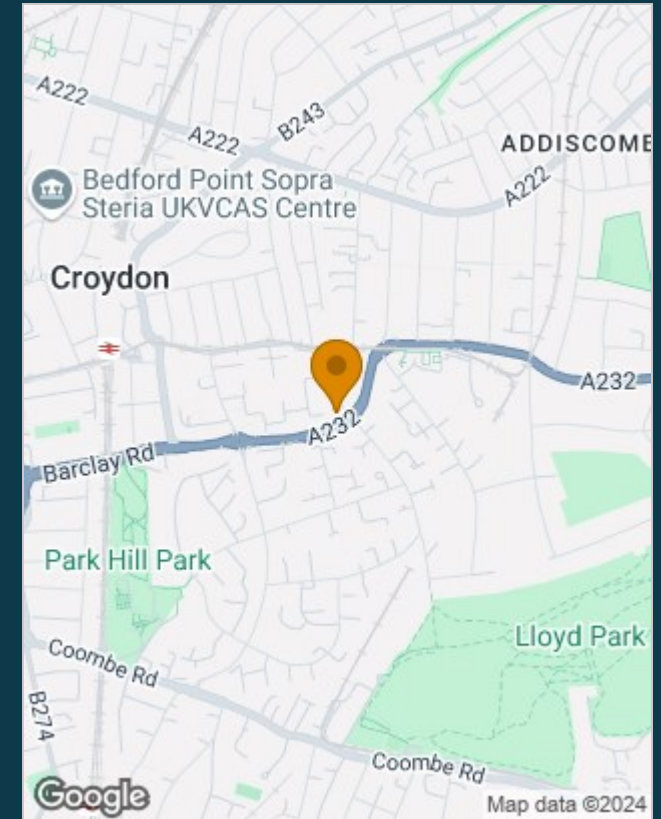 A222
A222
B243
ADDISCOMB
A222
Bedford Point Sopra
Steria UKVCAS Centre
Croydon
A232
A232
Barclay Rd
Park Hill Park
Lloyd Park
Coombe Rd
B274
Coombe Rd
Google
Map data ©2024